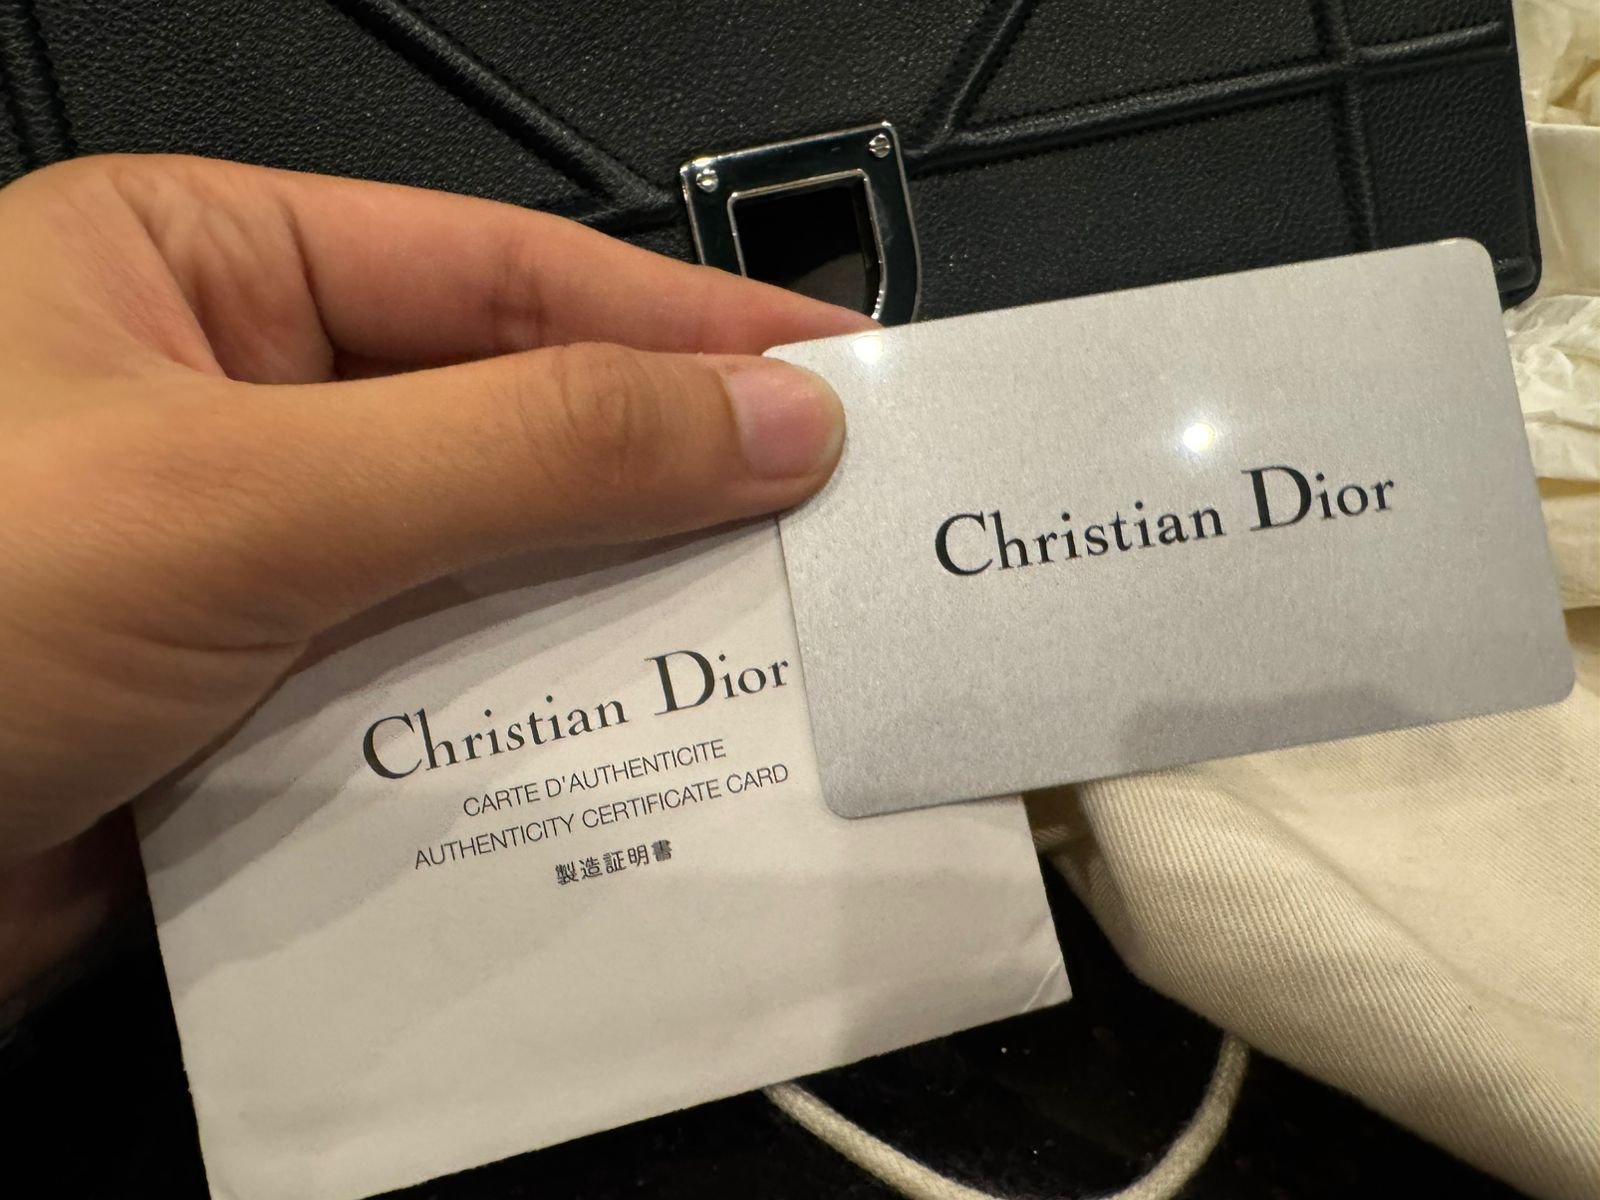 Christian Dior
Christian Dior
CARTE D'AUTHENTICITE
AUTHENTICITY CERTIFICATE CARD
製造証明書